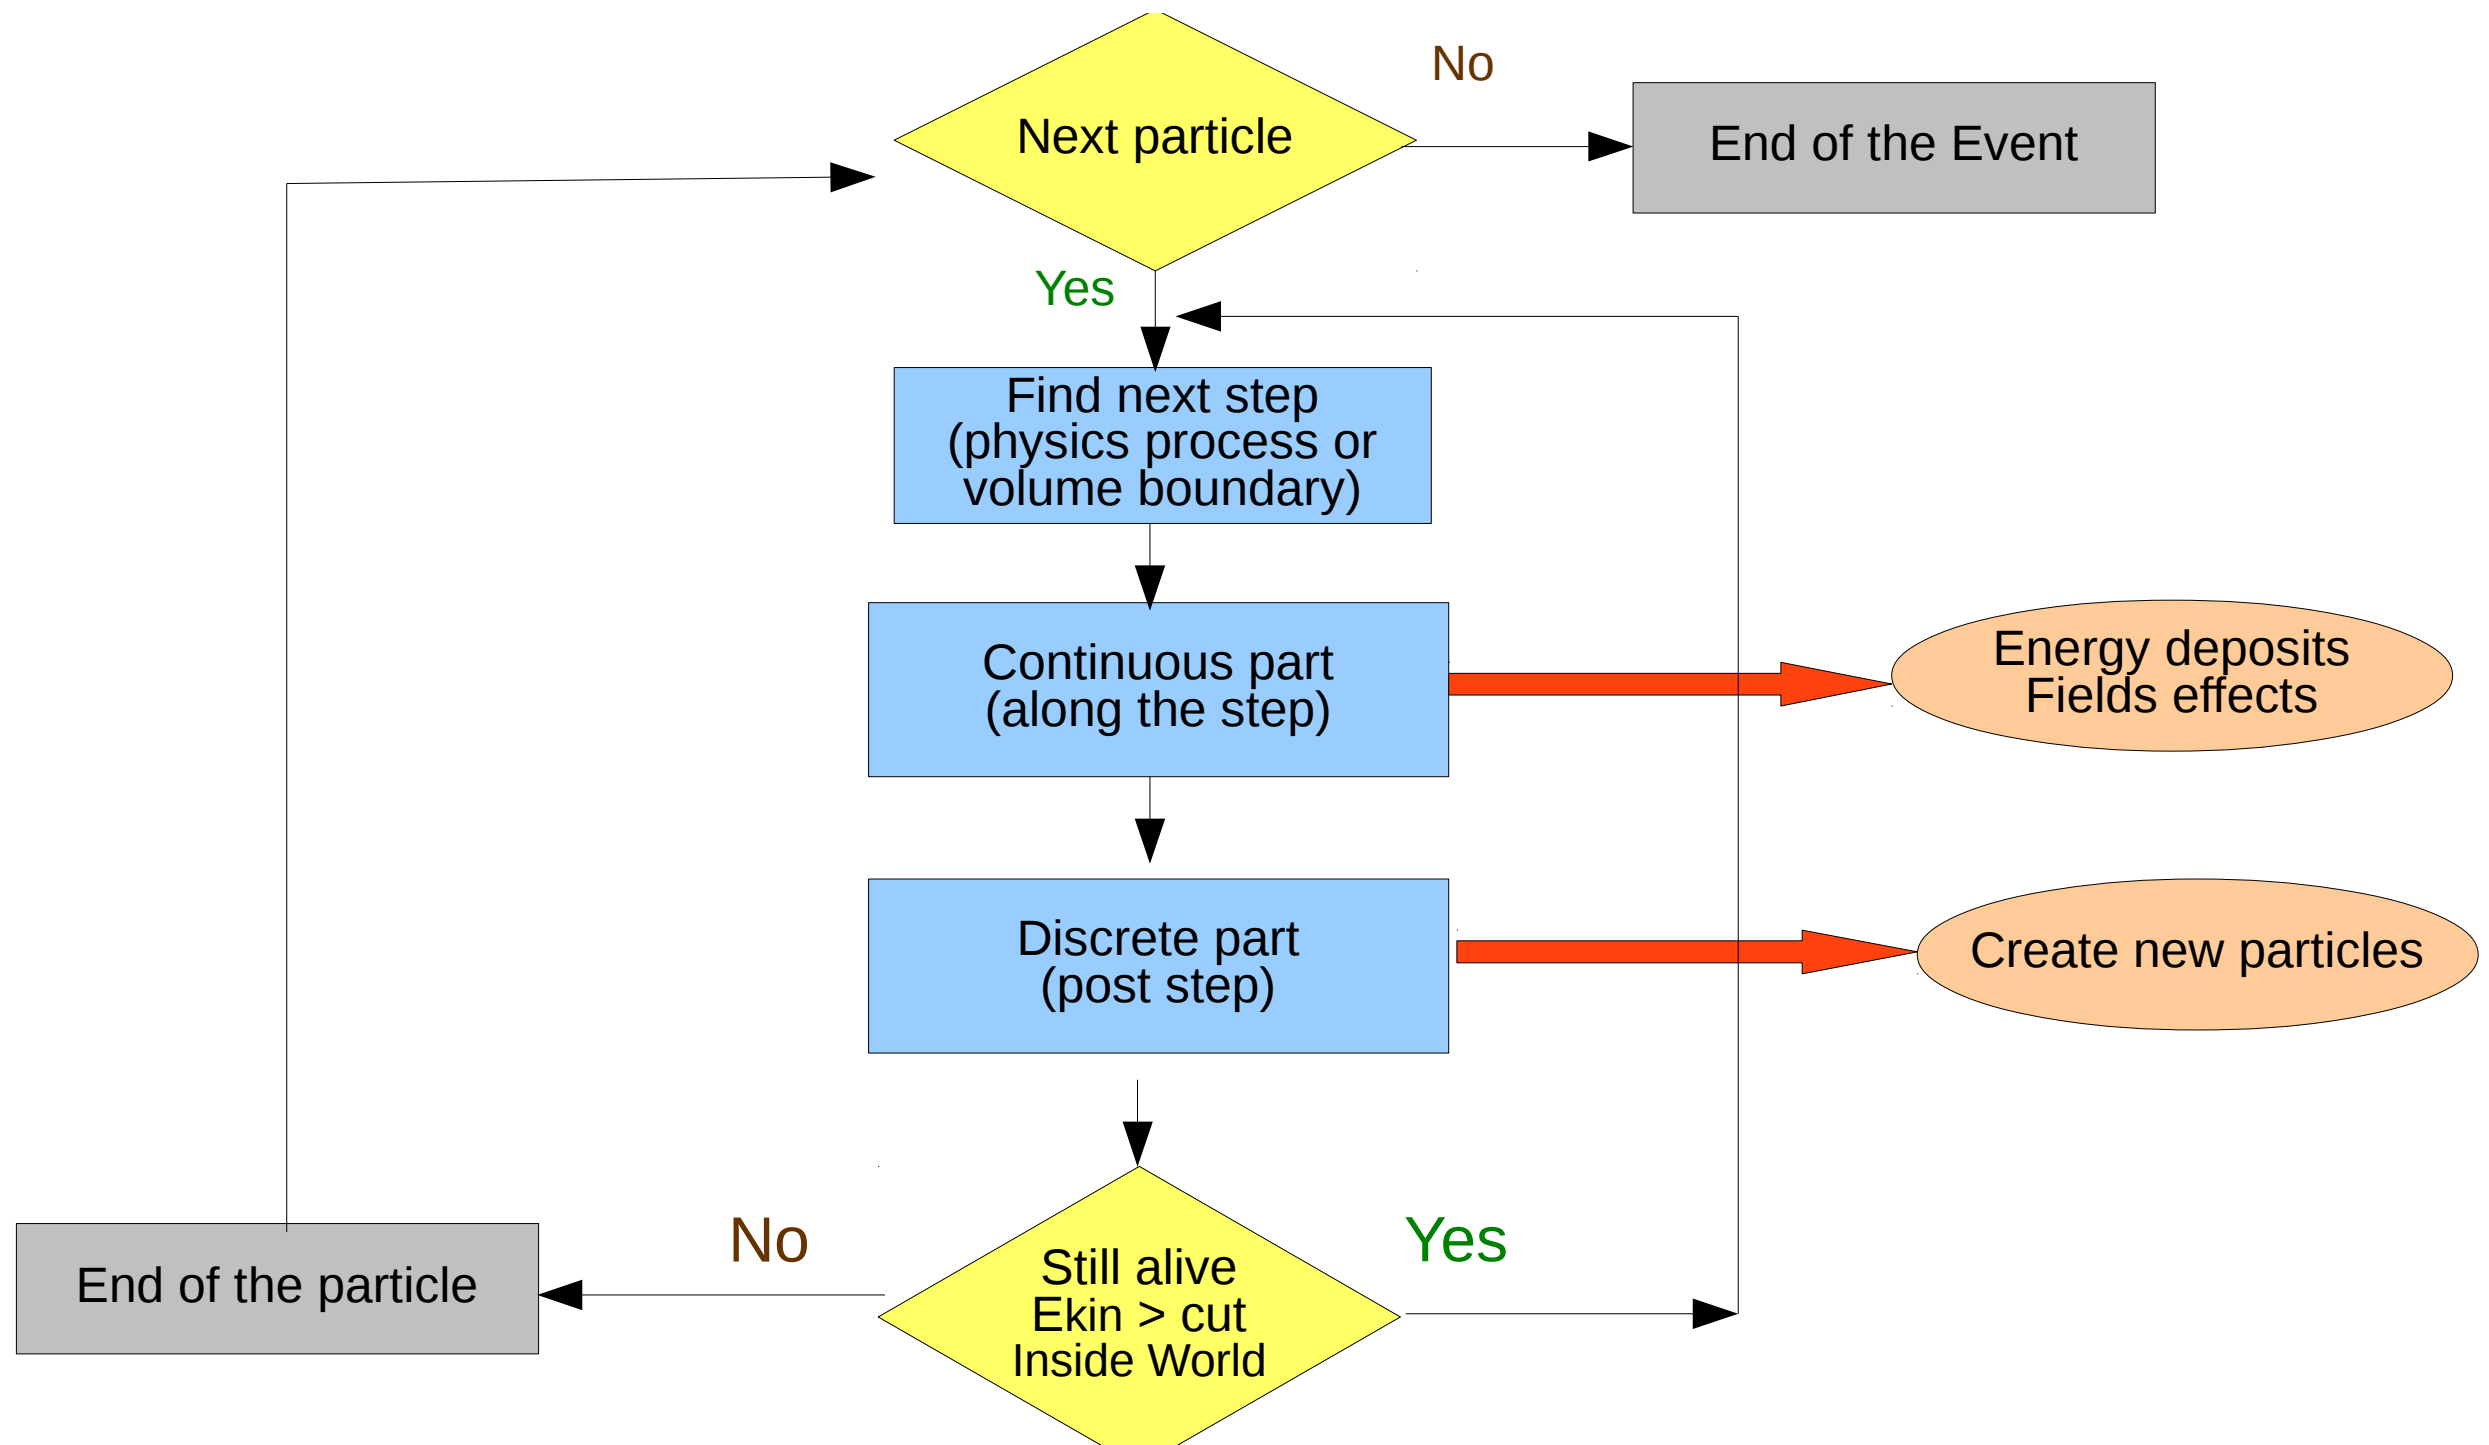 No
Next particle
End of the Event
Yes
Find next step
(physics process or
volume boundary)
Continuous part
(along the step)
Energy deposits
Fields effects
Discrete part
(post step)
Create new particles
No
Yes
Still alive
Ekin > cut
Inside World
End of the particle